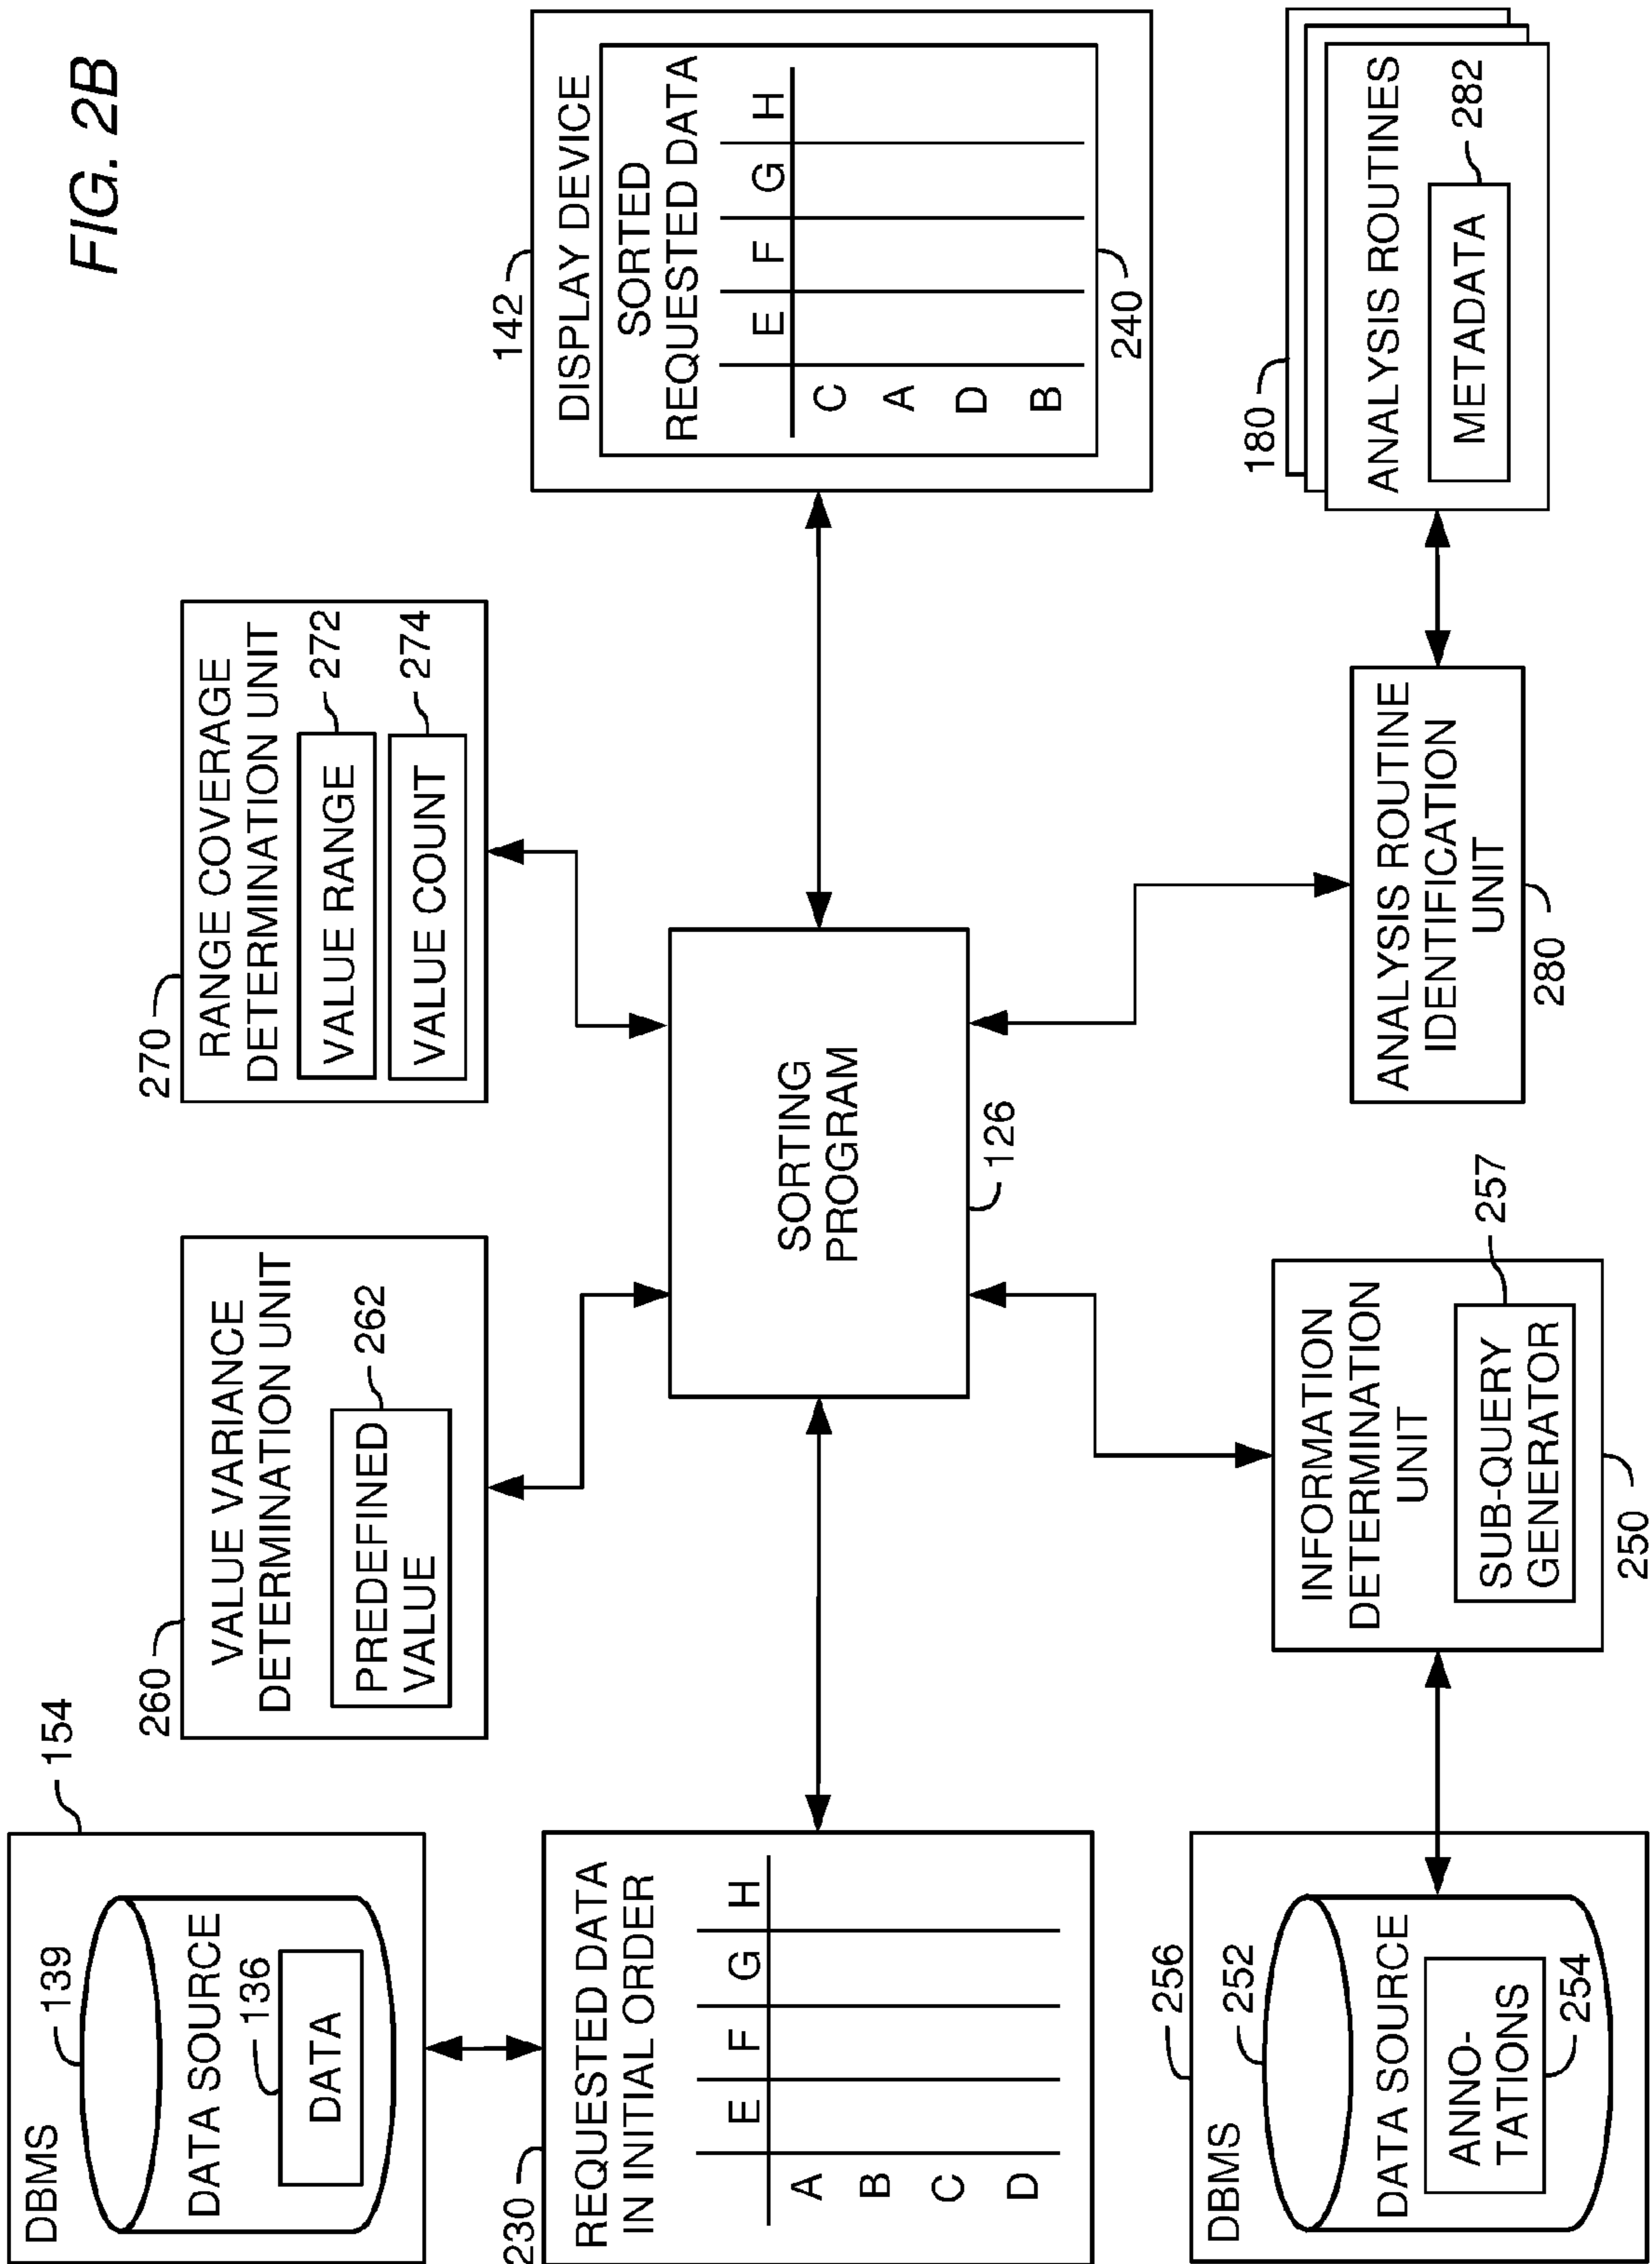 FIG. 2B
DBMS
154
139
DATA SOURCE
136
DATA
260
VALUE VARIANCE
DETERMINATION UNIT
PREDEFINED
VALUE
262
270
RANGE COVERAGE
DETERMINATION UNIT
VALUE RANGE
272
VALUE COUNT
274
230
REQUESTED DATA
IN INITIAL ORDER
E F G H
A
B
C
D
SORTING
PROGRAM
126
142
DISPLAY DEVICE
SORTED
REQUESTED DATA
E F G H
C
A
D
B
240
DBMS
256
252
DATA SOURCE
ANNO-
TATIONS
254
INFORMATION
DETERMINATION
UNIT
257
SUB-QUERY
GENERATOR
250
ANALYSIS ROUTINE
IDENTIFICATION
UNIT
280
180
ANALYSIS ROUTINES
METADATA
282